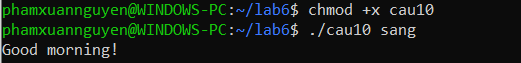 phamxuannguyen@WINDOWS-PC:~/lab6$ chmod +x cau10
phamxuannguyen@WINDOWS-PC:~/lab6$ ./cau10 sang
Good morning!